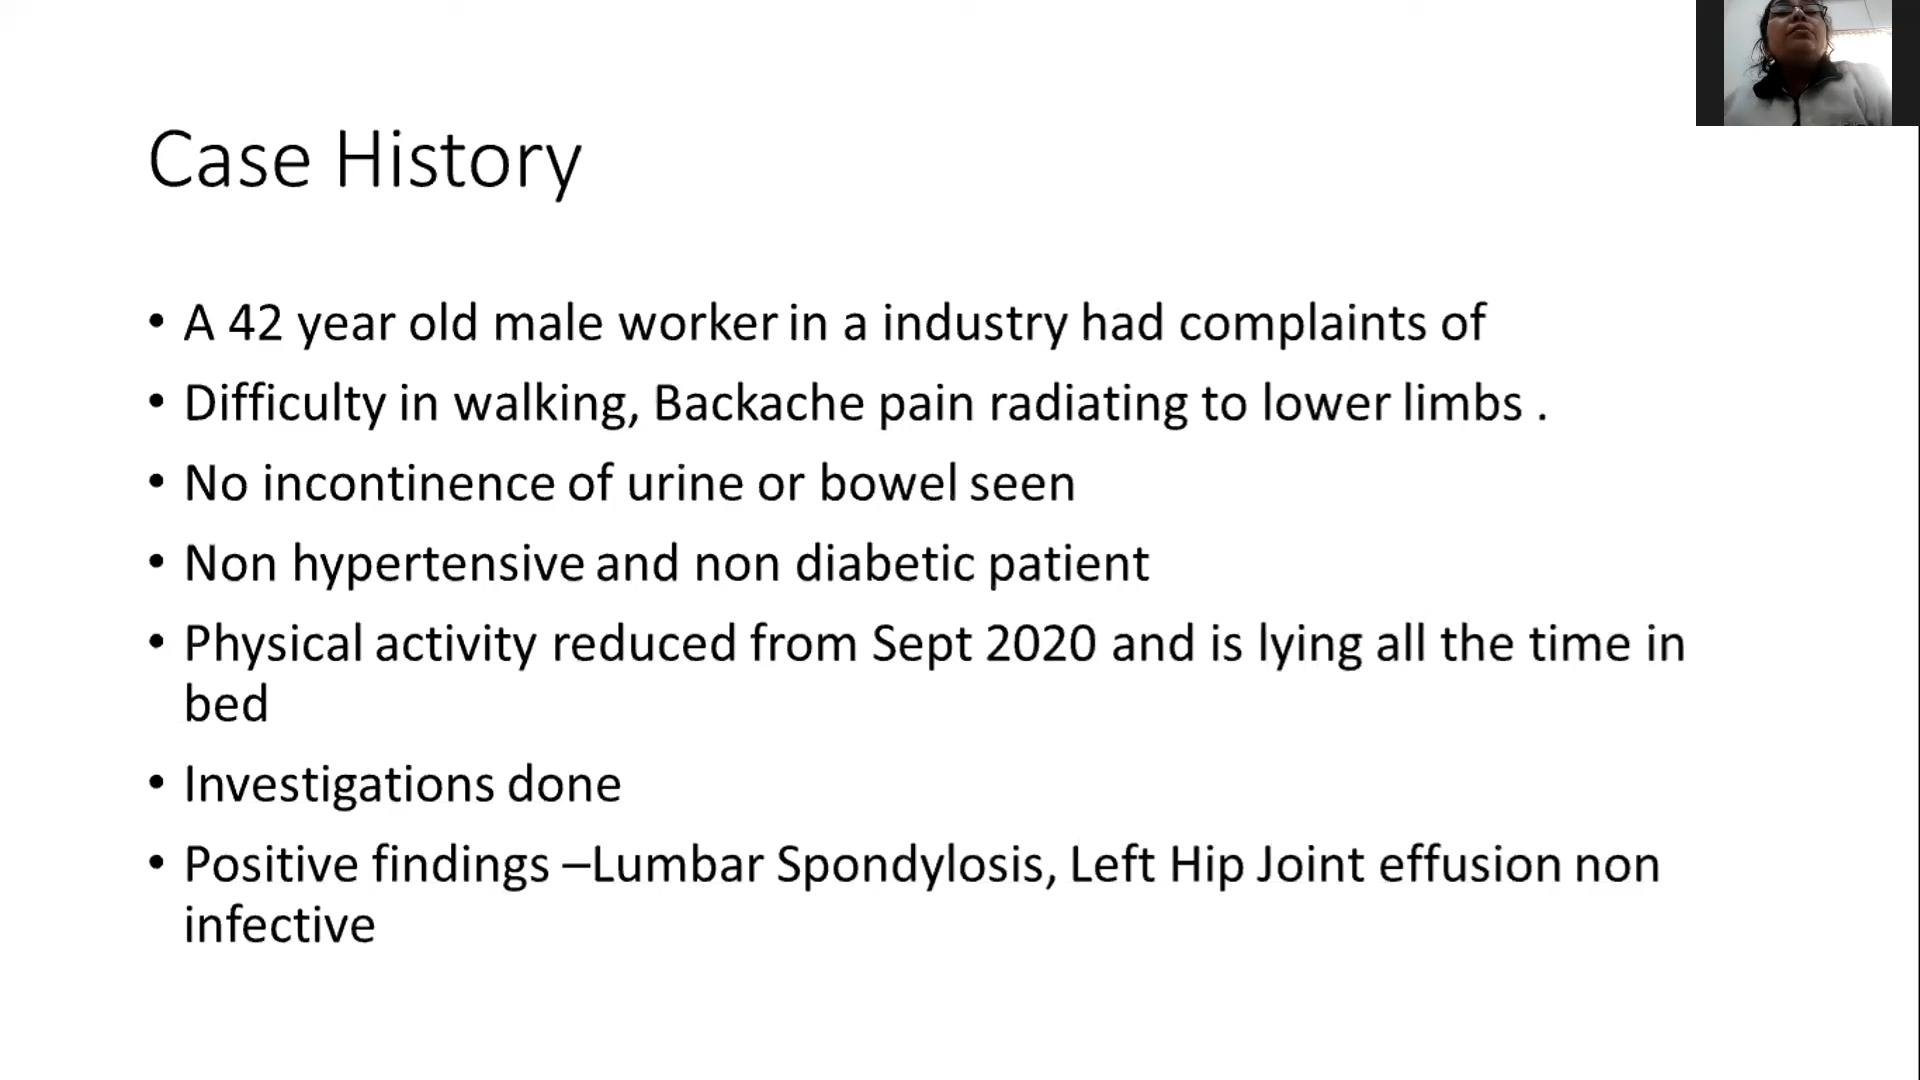 Case History
• A 42 year old male worker in a industry had complaints of
• Difficulty in walking, Backache pain radiating to lower limbs .
• No incontinence of urine or bowel seen
• Non hypertensive and non diabetic patient
• Physical activity reduced from Sept 2020 and is lying all the time in
bed
• Investigations done
• Positive findings –Lumbar Spondylosis, Left Hip Joint effusion non
infective